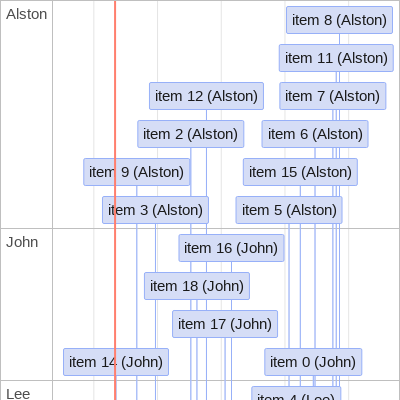 Alston
item 8 (Alston)
item 11 (Alston)
item 12 (Alston)
item 7 (Alston)
item 2 (Alston)
item 6 (Alston)
item 9 (Alston)
item 15 (Alston)
item 3 (Alston)
item 5 (Alston)
John
item 16 (John)
item 18 (John)
item 17 (John)
item 14 (John)
item 0 (John)
Lee
item 4 (Lee)